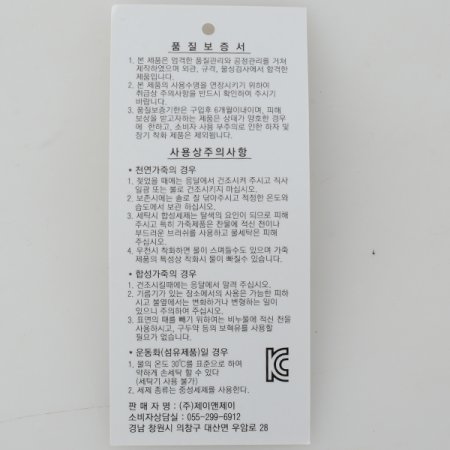 품 질 보 증 서
1. 본 제품은 엄격한 품질관리와 공정관리를 거쳐
제작하였으며 외관, 규격, 물성검사에서 합격한
제품입니다.
2. 본 제품의 사용수명을 연장시키기 위하여
취급상 주의사항을 반드시 확인하여 주시기
바랍니다.
3. 품질보증기한은 구입후 6개월이내이며, 피해
보상을 받고자하는 제품은 상태가 양호한 경우
에 한하고, 소비자 사용 부주의로 인한 하자 및
장기 착화 제품은 제외됩니다.
사용상주의사항
• 천연가죽의 경우
1. 젖었을 때에는 응달에서 건조시켜 주시고 직사
일광 또는 불로 건조시키지 마십시오.
2. 보존시에는 솔로 잘 닦아주시고 적정한 온도와
습도에서 보관 하십시오.
3. 세탁시 합성세제는 탈색의 요인이 되므로 피해
주시고 특히 가죽제품은 찬물에 적신 천이나
부드러운 브러쉬를 사용하고 물세탁은 피해
주십시오.
4. 우천시 착화하면 물이 스며들수도 있으며 가죽
제품의 특성상 착화시 물이 빠질수 있습니다.
• 합성가죽의 경우
1. 건조시킬때에는 응달에서 말려 주십시오.
2. 기름기가 있는 장소에서의 사용은 가능한 피하
시고 불옆에서는 변화하거나 변형하는 일이
있으니 주의하여 주십시오.
3. 표면의 때를 빼기 위하여는 비눗물에 적신 천을
사용하시고, 구두약 등의 보혁유를 사용할
필요가 없습니다.
• 운동화(섬유제품)일 경우
1. 물의 온도 30℃를 표준으로 하여
약하게 손세탁 할 수 있다
(세탁기 사용 불가)
2. 세제 종류는 중성세제를 사용한다.
판 매 자 명 : (주)제이앤제이
소비자상담실 : 055-299-6912
경남 창원시 의창구 대산면 우암로 28